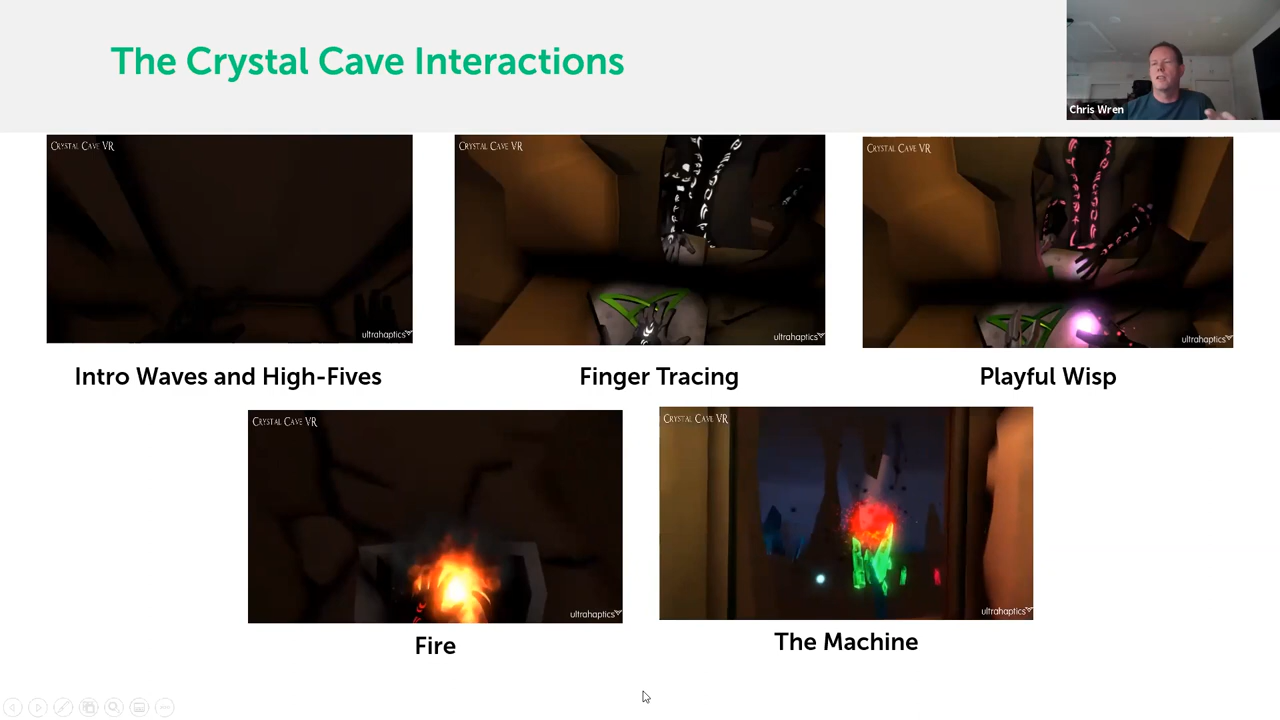 The Crystal Cave Interactions
Chris Wren
CRYSTAL CAVE VR
ultrahaptics
Intro Waves and High-Fives
CRYSTAL CAVE VR
ultrahaptics
Finger Tracing
CRYSTAL CAVE VR
ultrahaptics
Playful Wisp
CRYSTAL CAVE VR
ultrahaptics
Fire
CRYSTAL CAVE VR
ultrahaptics
The Machine